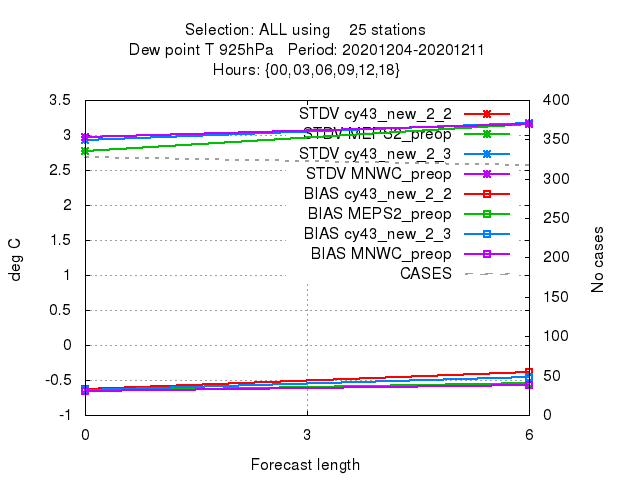 Selection: ALL using 25 stations
Dew point T 925hPa Period: 20201204-20201211
Hours: {00,03,06,09,12,18}
3.5
3
2.5
2
1.5
1
0.5
0
-0.5
-1
deg C
400
350
300
250
200
150
100
50
0
No cases
STDV cy43_new_2_2
STDV MEPS2_preop
STDV cy43_new_2_3
STDV MNWC_preop
BIAS cy43_new_2_2
BIAS MEPS2_preop
BIAS cy43_new_2_3
BIAS MNWC_preop
CASES
0 3 6
Forecast length